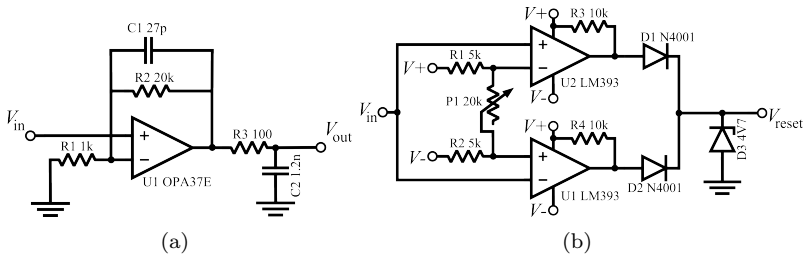 C1 27p
R2 20k
V_in
R1 1k
+
−
U1 OPA37E
R3 100
V_out
C2 1.2n
(a)
V+
R3 10k
D1 N4001
R1 5k
V+
+
−
U2 LM393
V-
P1 20k
V_in
V+
R4 10k
V_reset
D3 4V7
V-
R2 5k
+
−
U1 LM393
D2 N4001
V-
(b)